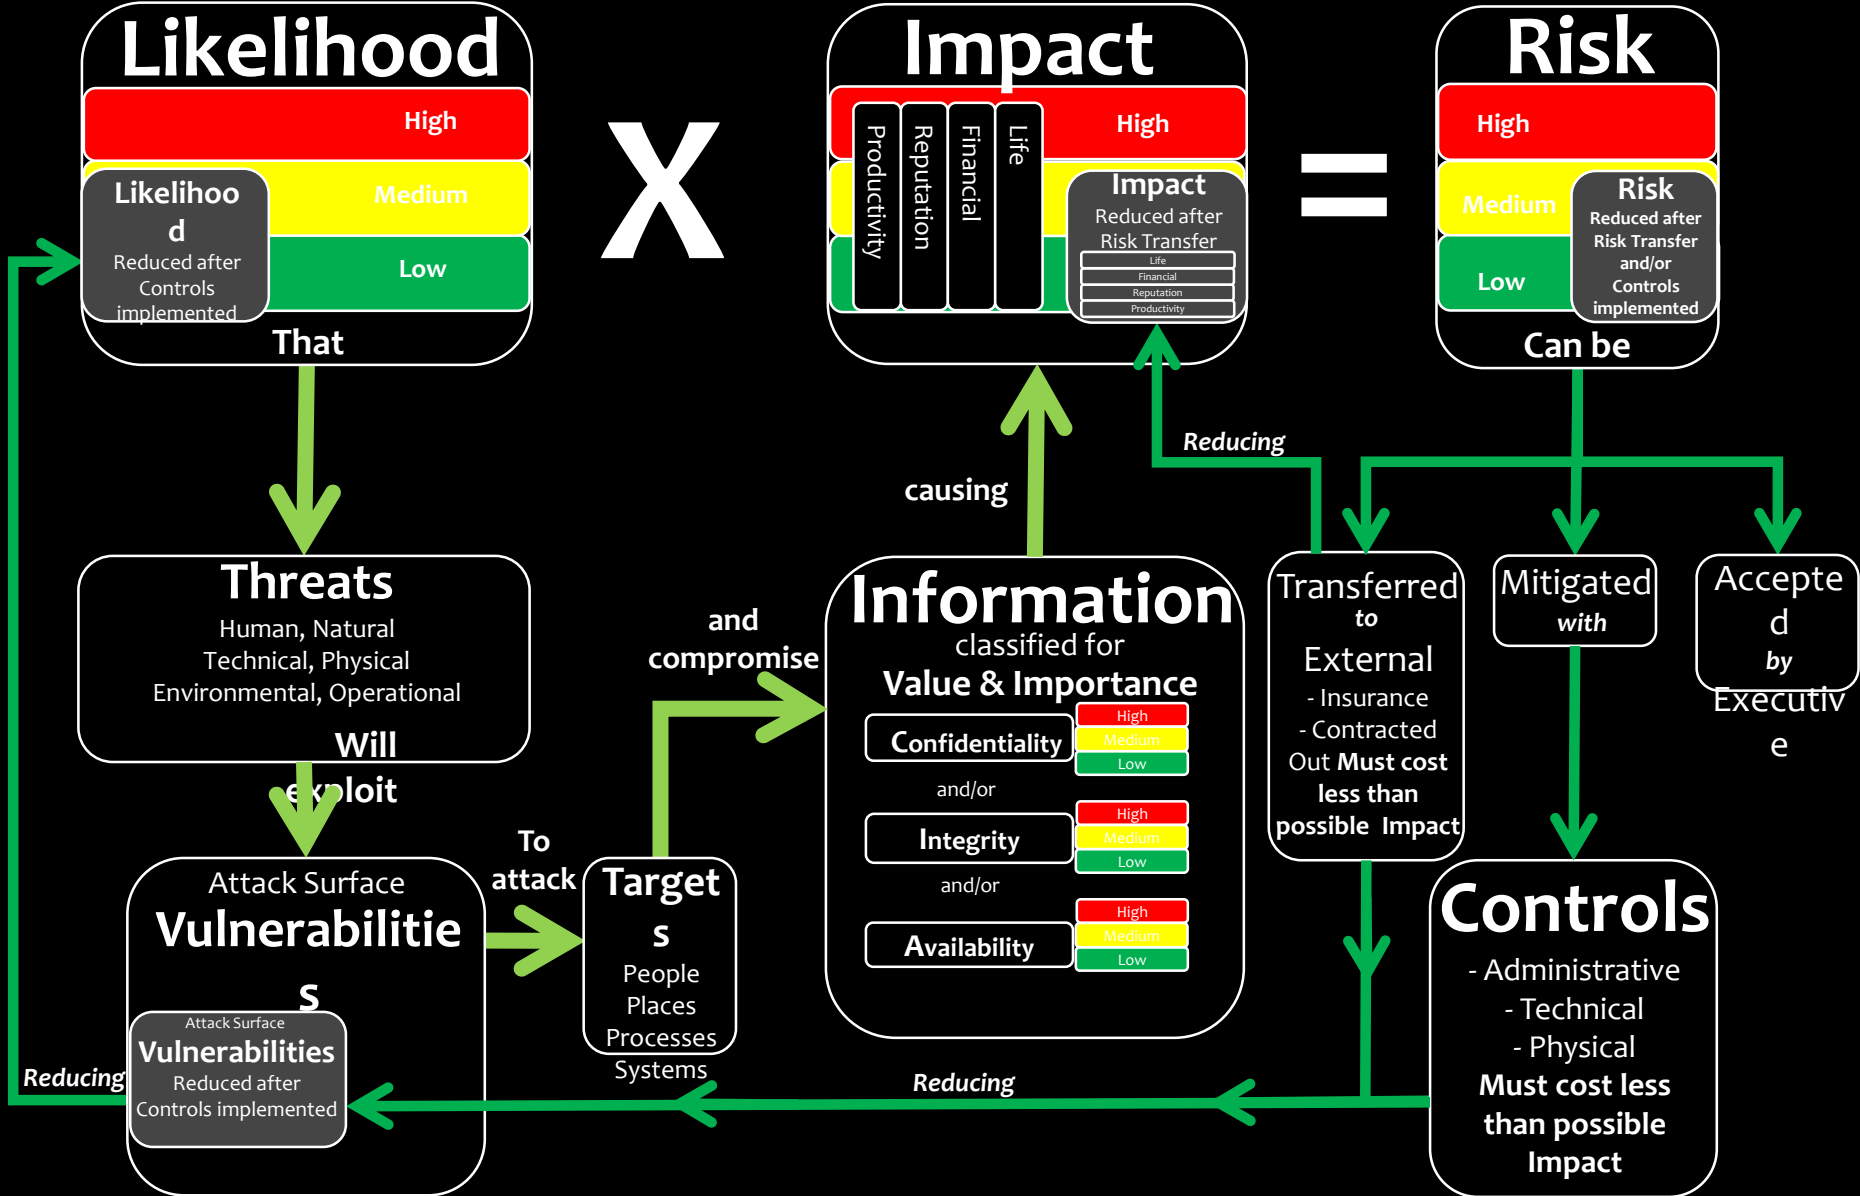 Likelihood
High
Medium
Low
Likelihoo
d
Reduced after
Controls
implemented
That
X
Impact
High
Productivity
Reputation
Financial
Life
Impact
Reduced after
Risk Transfer
Life
Financial
Reputation
Productivity
=
Risk
High
Medium
Low
Risk
Reduced after
Risk Transfer
and/or
Controls
implemented
Can be
Reducing
causing
Threats
Human, Natural
Technical, Physical
Environmental, Operational
Will
exploit
and
compromise
Information
classified for
Value & Importance
Confidentiality
High
Medium
Low
and/or
Integrity
High
Medium
Low
and/or
Availability
High
Medium
Low
Transferred
to
External
- Insurance
- Contracted
Out Must cost
less than
possible Impact
Mitigated
with
Accepte
d
by
Executiv
e
Attack Surface
Vulnerabilitie
s
Attack Surface
Vulnerabilities
Reduced after
Controls implemented
To
attack
Target
s
People
Places
Processes
Systems
Controls
- Administrative
- Technical
- Physical
Must cost less
than possible
Impact
Reducing
Reducing